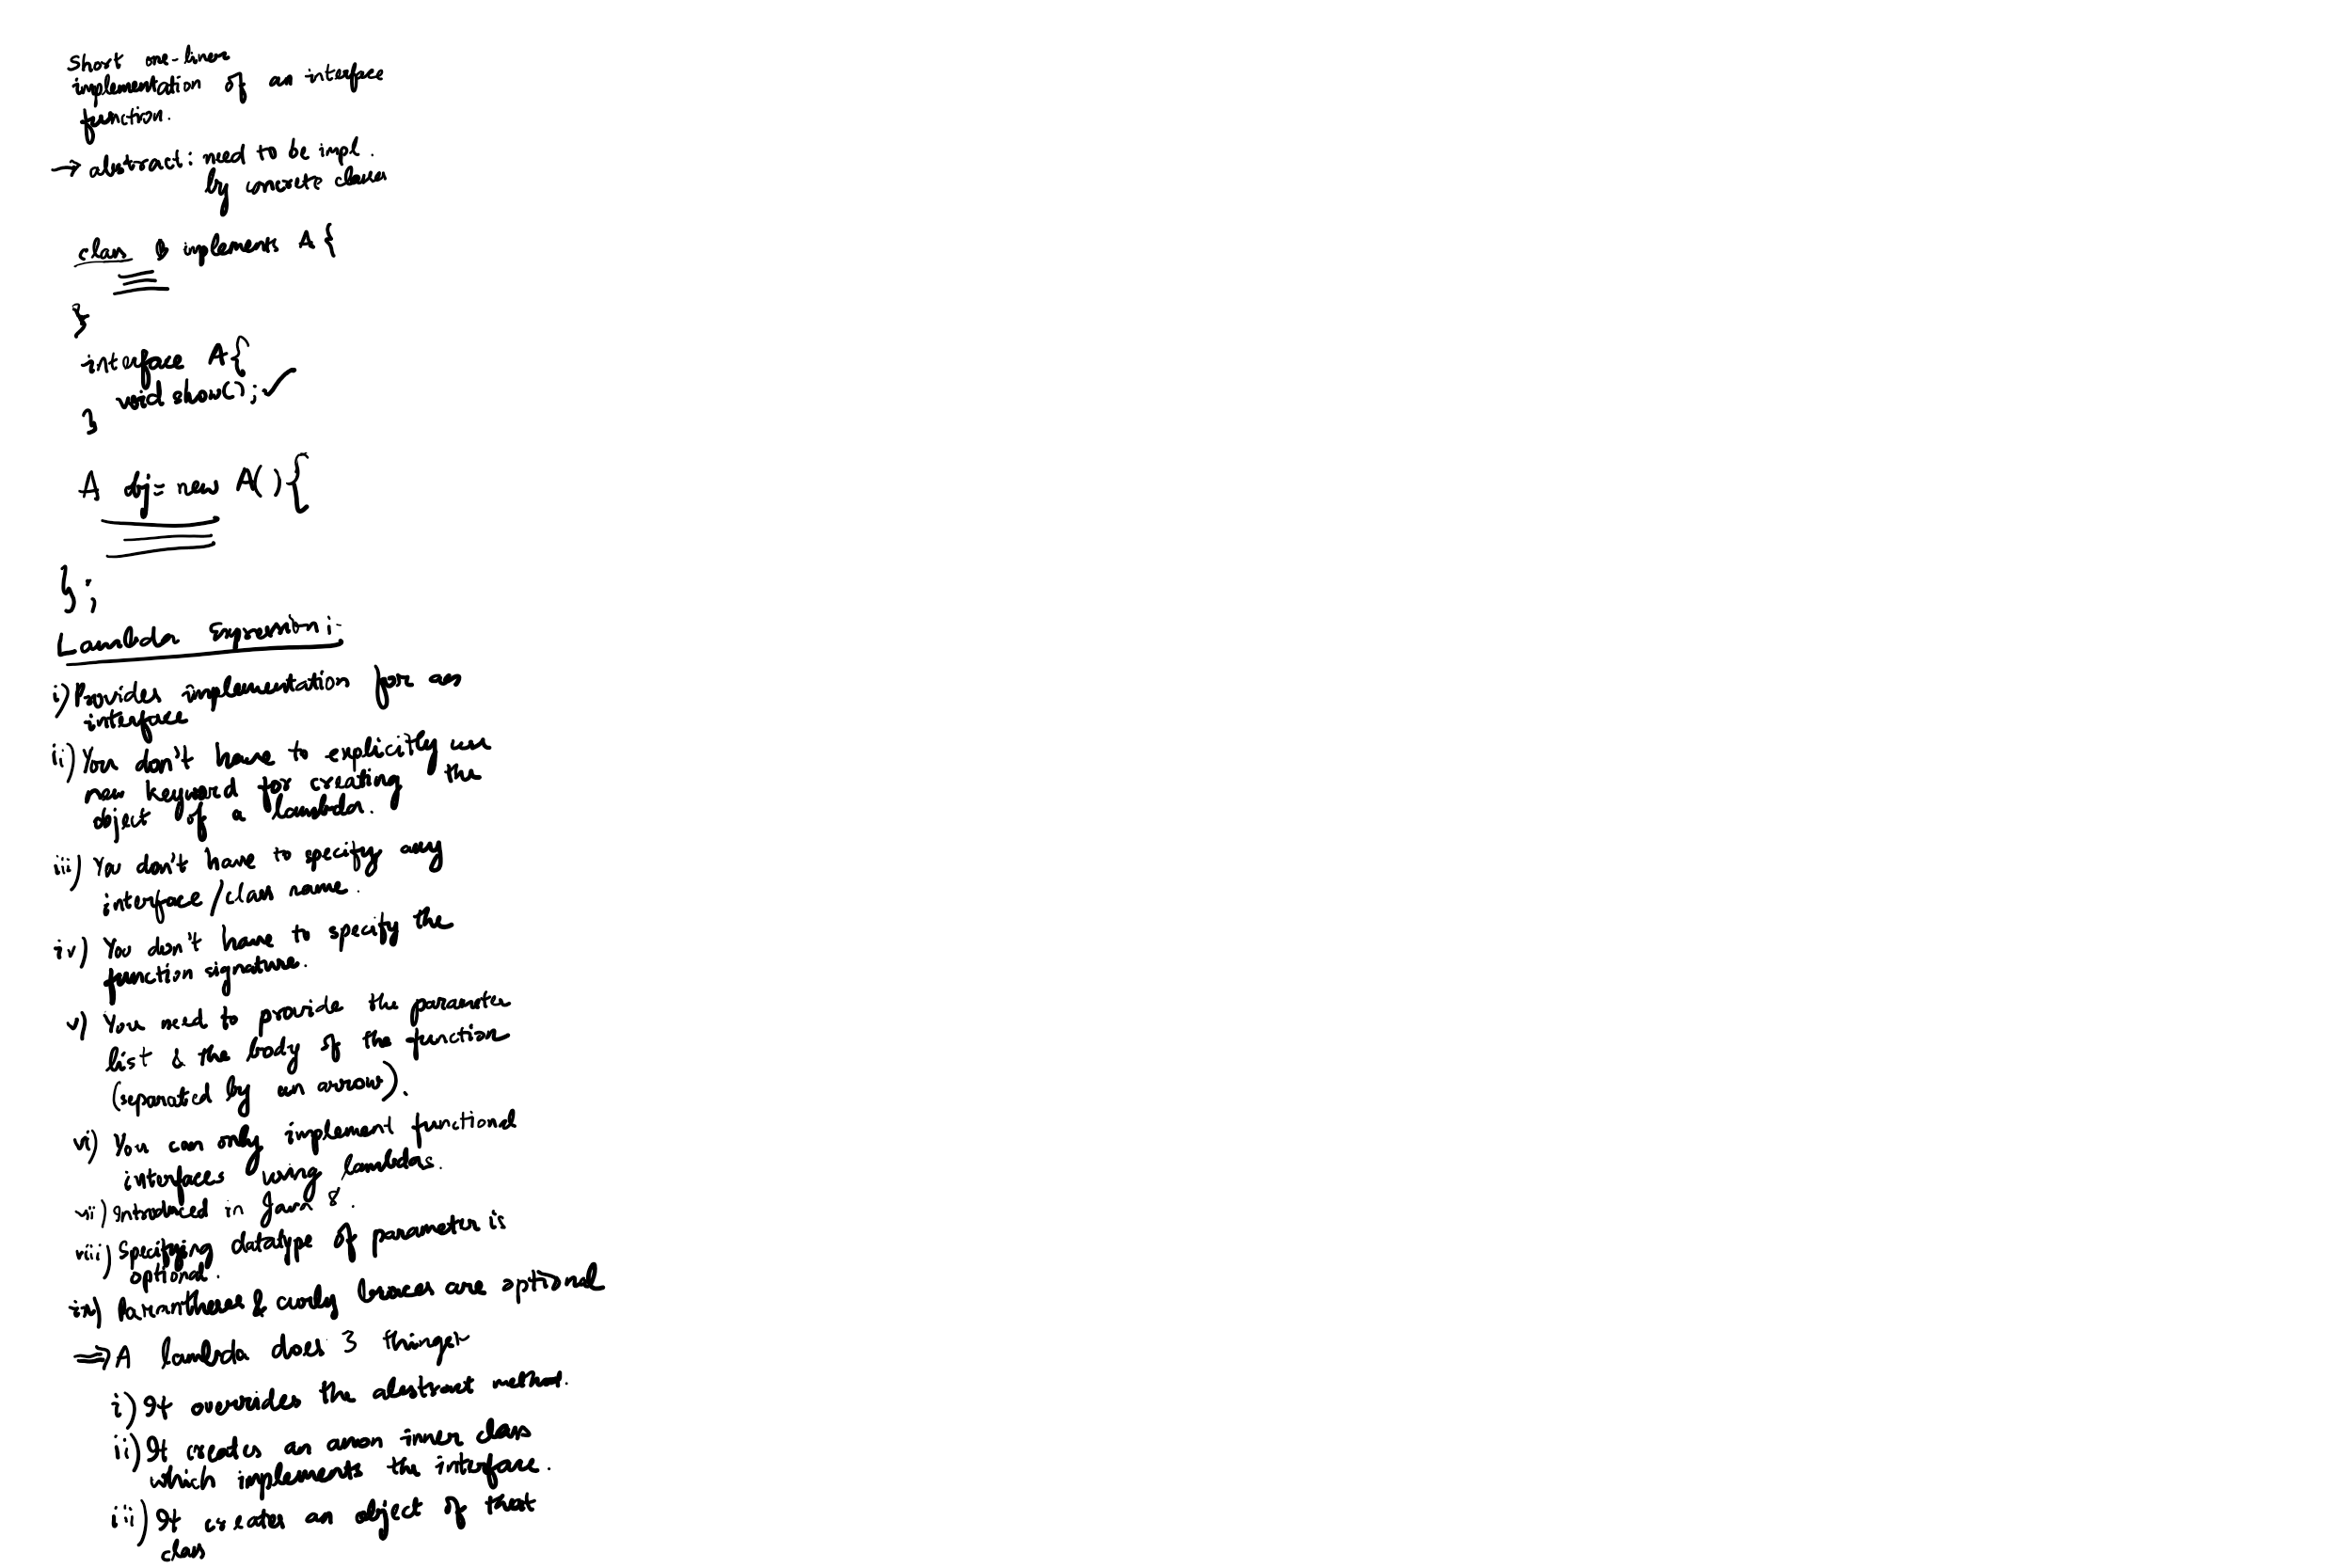 Short one-liner
implementation of an interface
function.
→ abstract: need to be impl.
by concrete classes
class B implements A {
}
interface A{
void show(); ✓
}
A obj = new A() {
};
Lambda Expression:-
i) Provides implementation for an
interface
ii) You don't have to explicitly use
new keyword for creating the
object of a lambda.
iii) You don't have to specify any
interface/class name.
iv) You don't have to specify the
function signature.
v) You need to provide the parameter
list & the body of the function
(separated by an arrow).
vi) You can only implement functional
interfaces using lambdas.
vii) Introduced in Java 8.
viii) Specifying datatype of parameter is
optional.
ix) Parantheses & curly braces are optional
⇒ A lambda does 3 things-
i) It overrides the abstract method.
ii) It creates an anon inner class
which implements the interface.
iii) It creates an object of that
class